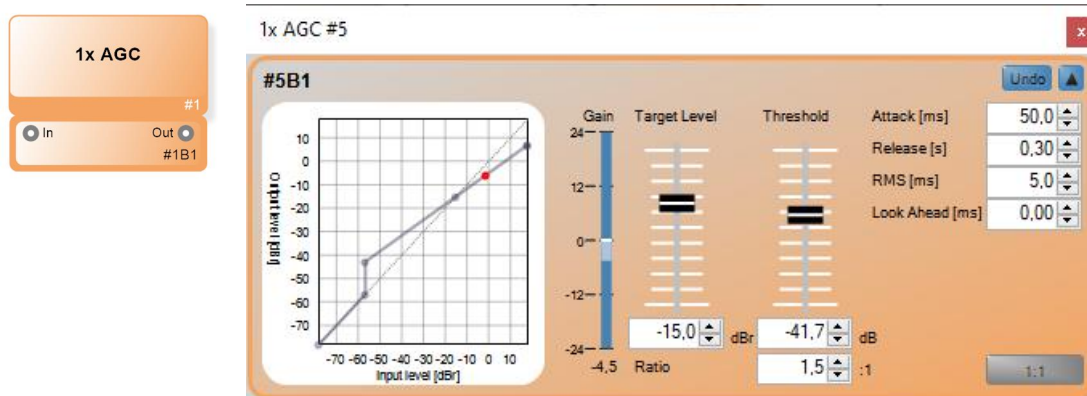 1x AGC
#1
In
Out
#1B1
1x AGC #5
x
#5B1
Undo
Output level [dBr]
10
0
-10
-20
-30
-40
-50
-60
-70
-70 -60 -50 -40 -30 -20 -10 0 10
Input level [dBr]
Gain
24
12
0
-12
-24
-4,5
Target Level
-15,0 dBr
Ratio
Threshold
-41,7 dB
1,5 :1
Attack [ms] 50,0
Release [s] 0,30
RMS [ms] 5,0
Look Ahead [ms] 0,00
1:1